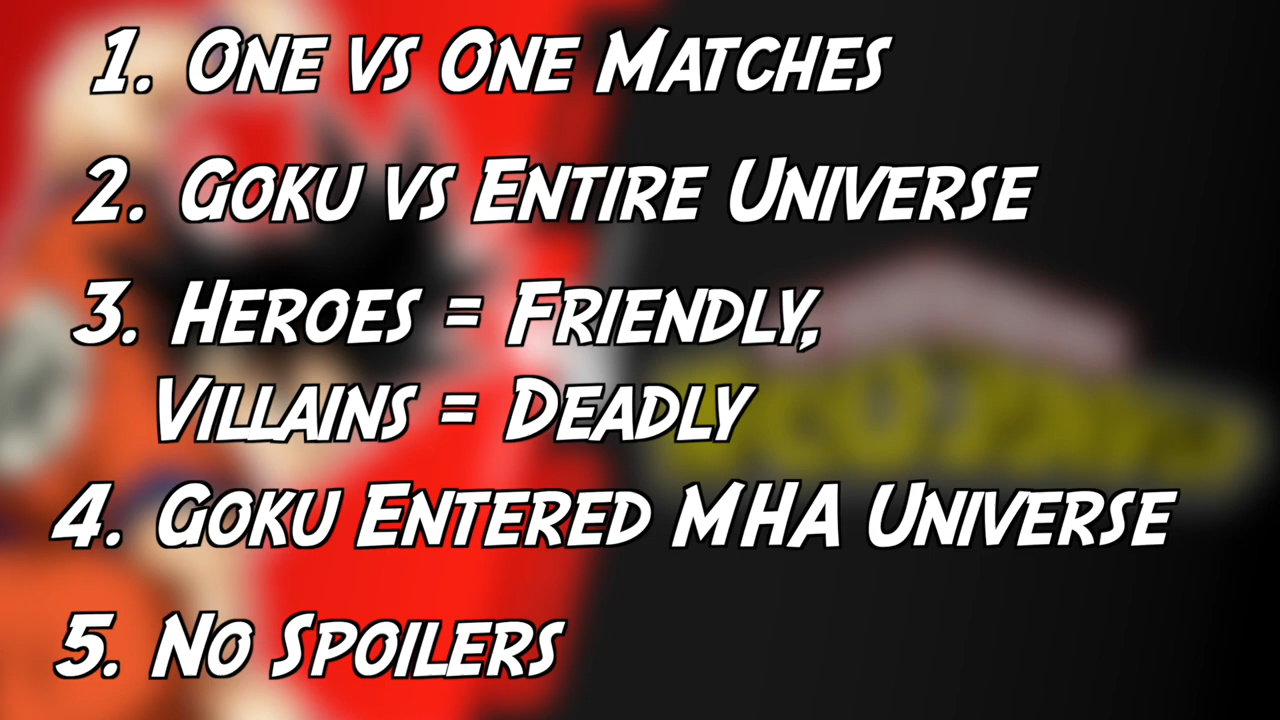 1. One vs One Matches
2. Goku vs Entire Universe
3. Heroes = Friendly,
Villains = Deadly
4. Goku Entered MHA Universe
5. No Spoilers